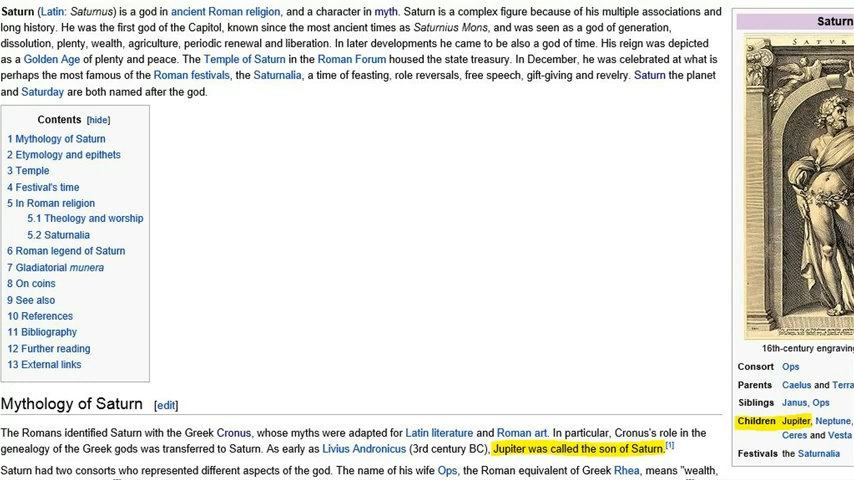 Saturn (Latin: Saturnus) is a god in ancient Roman religion, and a character in myth. Saturn is a complex figure because of his multiple associations and
long history. He was the first god of the Capitol, known since the most ancient times as Saturnius Mons, and was seen as a god of generation,
dissolution, plenty, wealth, agriculture, periodic renewal and liberation. In later developments he came to be also a god of time. His reign was depicted
as a Golden Age of plenty and peace. The Temple of Saturn in the Roman Forum housed the state treasury. In December, he was celebrated at what is
perhaps the most famous of the Roman festivals, the Saturnalia, a time of feasting, role reversals, free speech, gift-giving and revelry. Saturn the planet
and Saturday are both named after the god.
Contents [hide]
1 Mythology of Saturn
2 Etymology and epithets
3 Temple
4 Festival's time
5 In Roman religion
5.1 Theology and worship
5.2 Saturnalia
6 Roman legend of Saturn
7 Gladiatorial munera
8 On coins
9 See also
10 References
11 Bibliography
12 Further reading
13 External links
Mythology of Saturn [edit]
The Romans identified Saturn with the Greek Cronus, whose myths were adapted for Latin literature and Roman art. In particular, Cronus's role in the
genealogy of the Greek gods was transferred to Saturn. As early as Livius Andronicus (3rd century BC), Jupiter was called the son of Saturn.[1]
Saturn had two consorts who represented different aspects of the god. The name of his wife Ops, the Roman equivalent of Greek Rhea, means "wealth,
Saturn
SATVR
16th-century engraving
Consort Ops
Parents Caelus and Terra
Siblings Janus, Ops
Children Jupiter, Neptune,
Ceres and Vesta
Festivals the Saturnalia